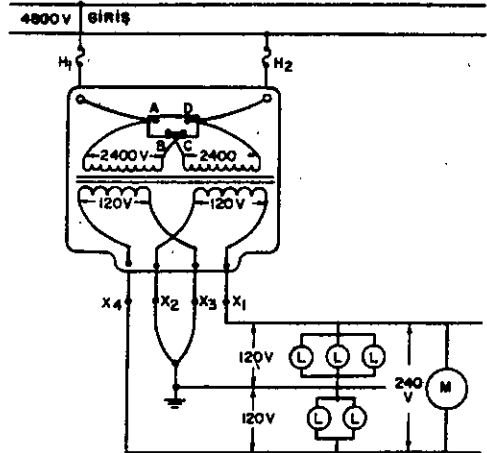 4800V GİRİŞ
H1 H2
A D
B C
2400V 2400
120V 120V
X4 X2 X3 X1
120V
L L L
240 V
M
120V
L L